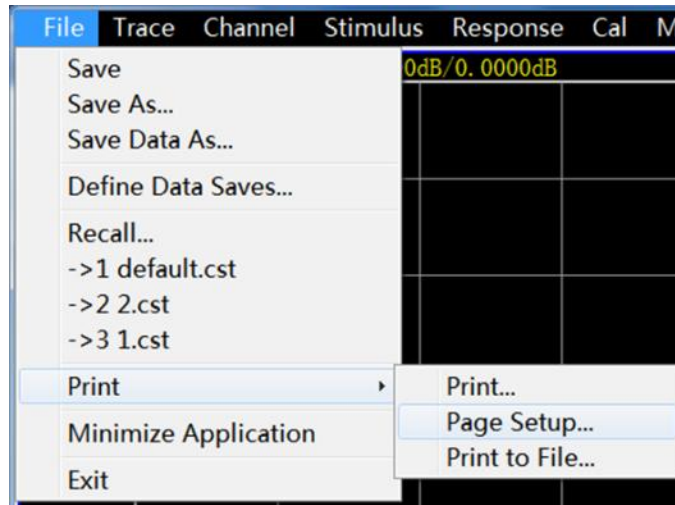 File Trace Channel Stimulus Response Cal
Save
0dB/0. 0000dB
Save As...
Save Data As...
Define Data Saves...
Recall...
->1 default.cst
->2 2.cst
->3 1.cst
Print
Print...
Page Setup...
Print to File...
Minimize Application
Exit